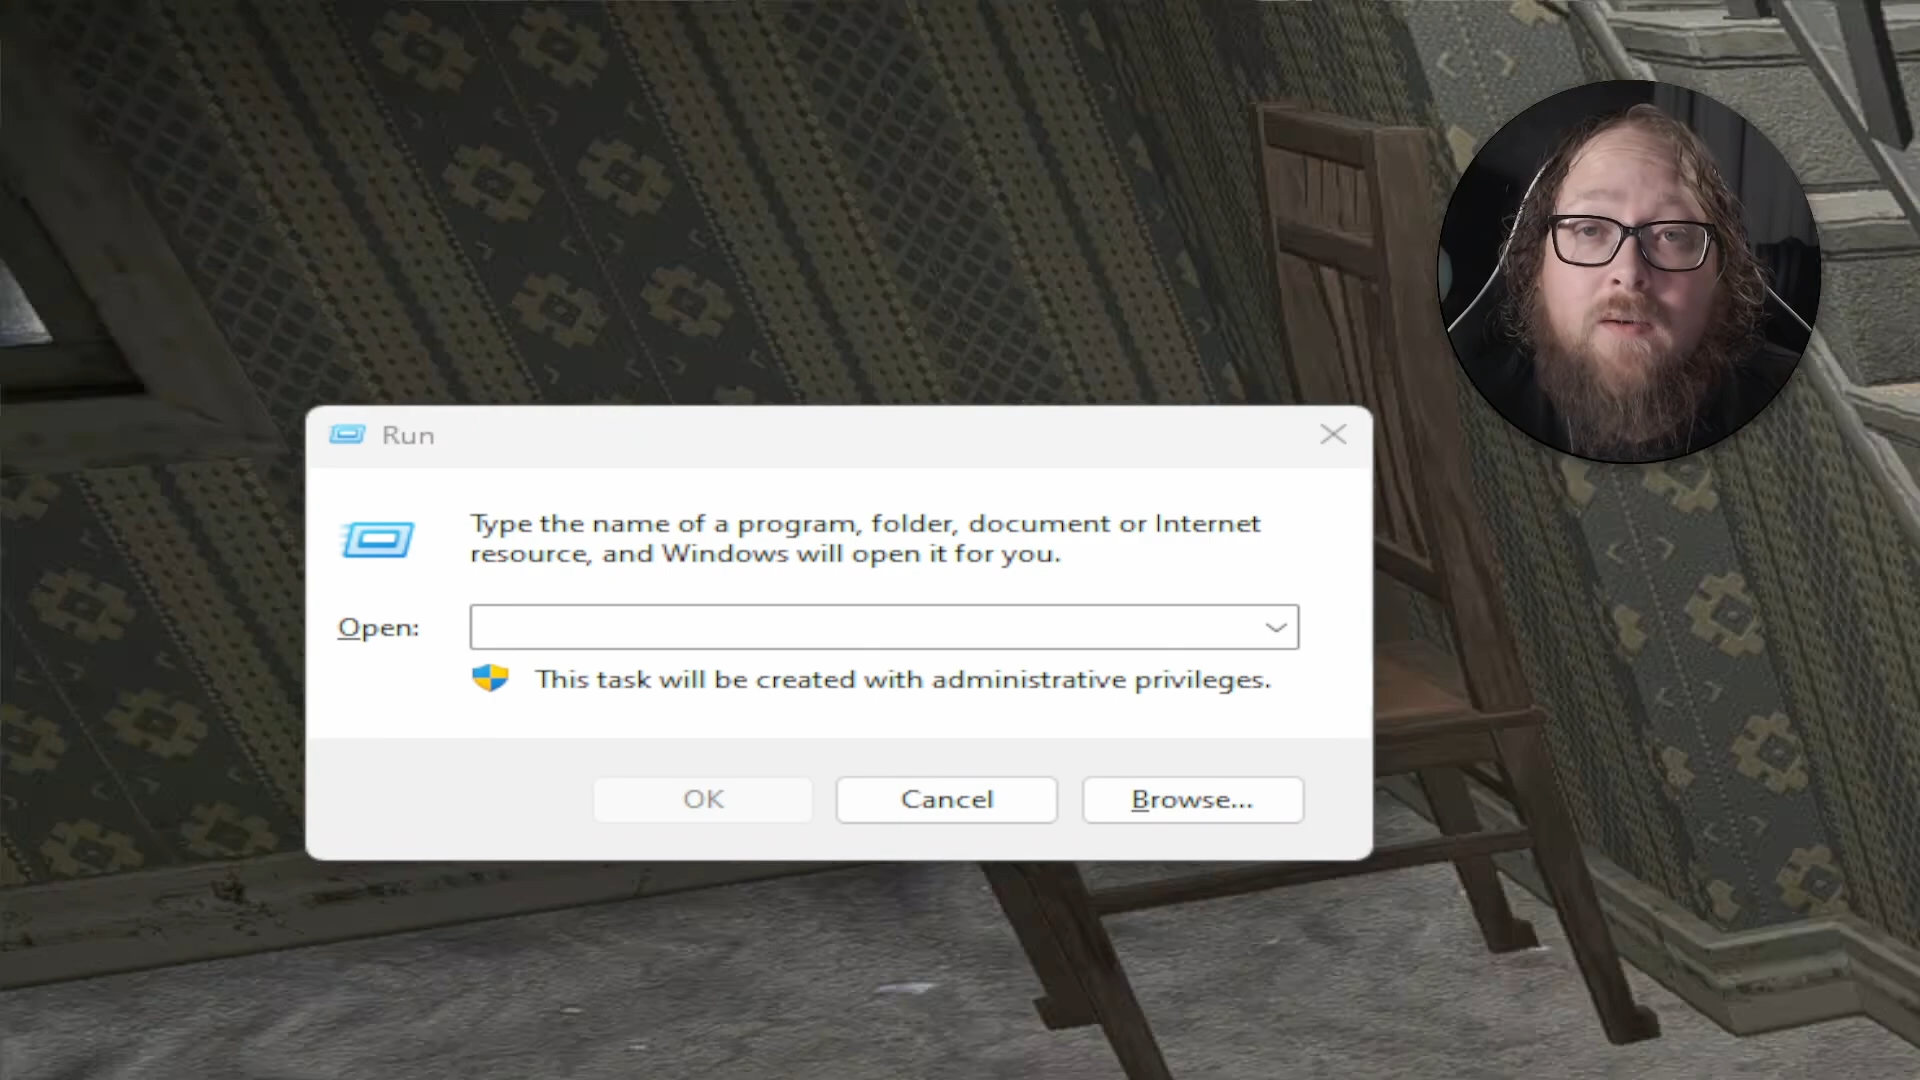 Run
Type the name of a program, folder, document or Internet
resource, and Windows will open it for you.
Open:
This task will be created with administrative privileges.
OK
Cancel
Browse...